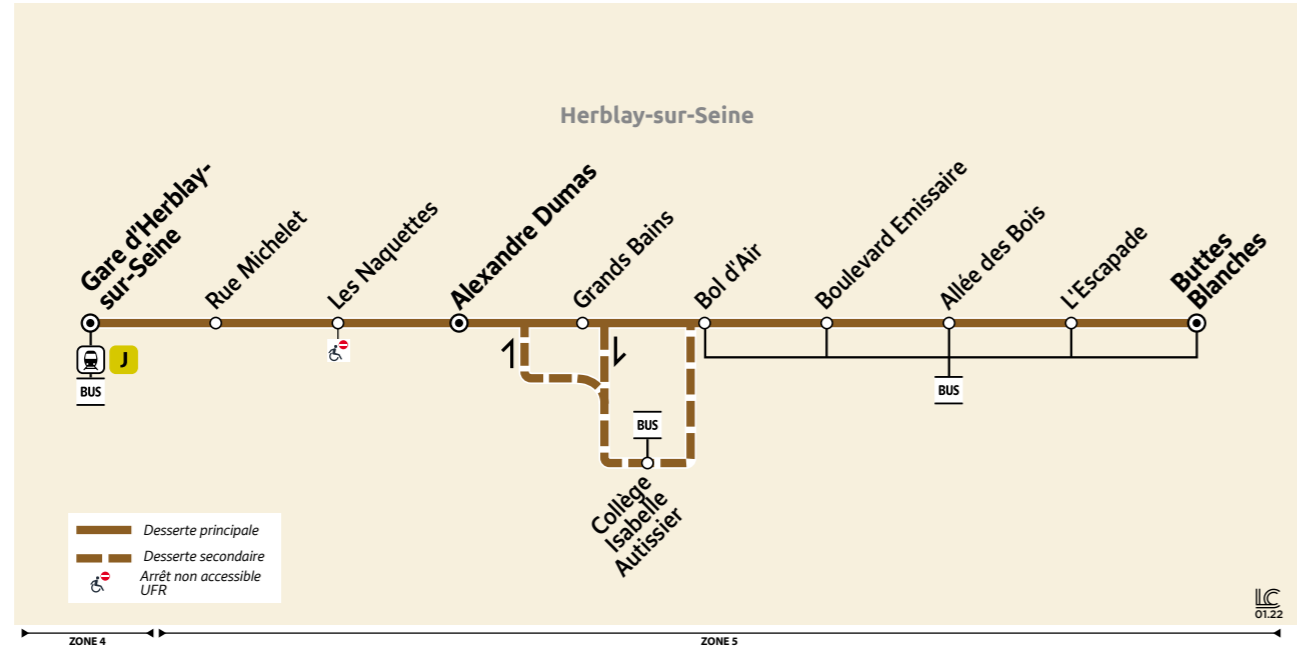 Herblay-sur-Seine
Gare d'Herblay-
sur-Seine
Rue Michelet
Les Naquettes
Alexandre Dumas
Grands Bains
Bol d'Air
Boulevard Emissaire
Allée des Bois
L'Escapade
Buttes
Blanches
J
BUS
BUS
BUS
Collège
Isabelle
Autissier
Desserte principale
Desserte secondaire
Arrêt non accessible
UFR
LC
01.22
ZONE 4
ZONE 5